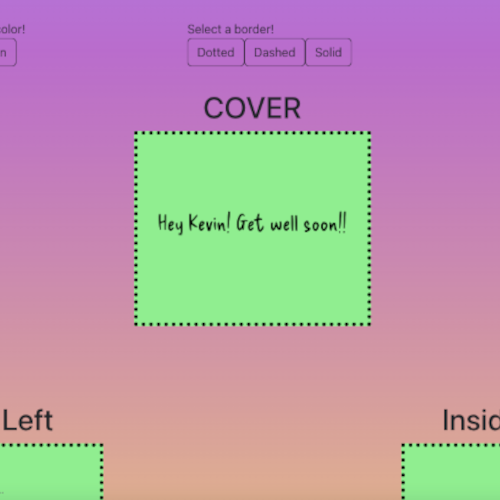 olor!
Select a border!
n
Dotted
Dashed
Solid
COVER
Hey Kevin! Get well soon!!
Left
Insid